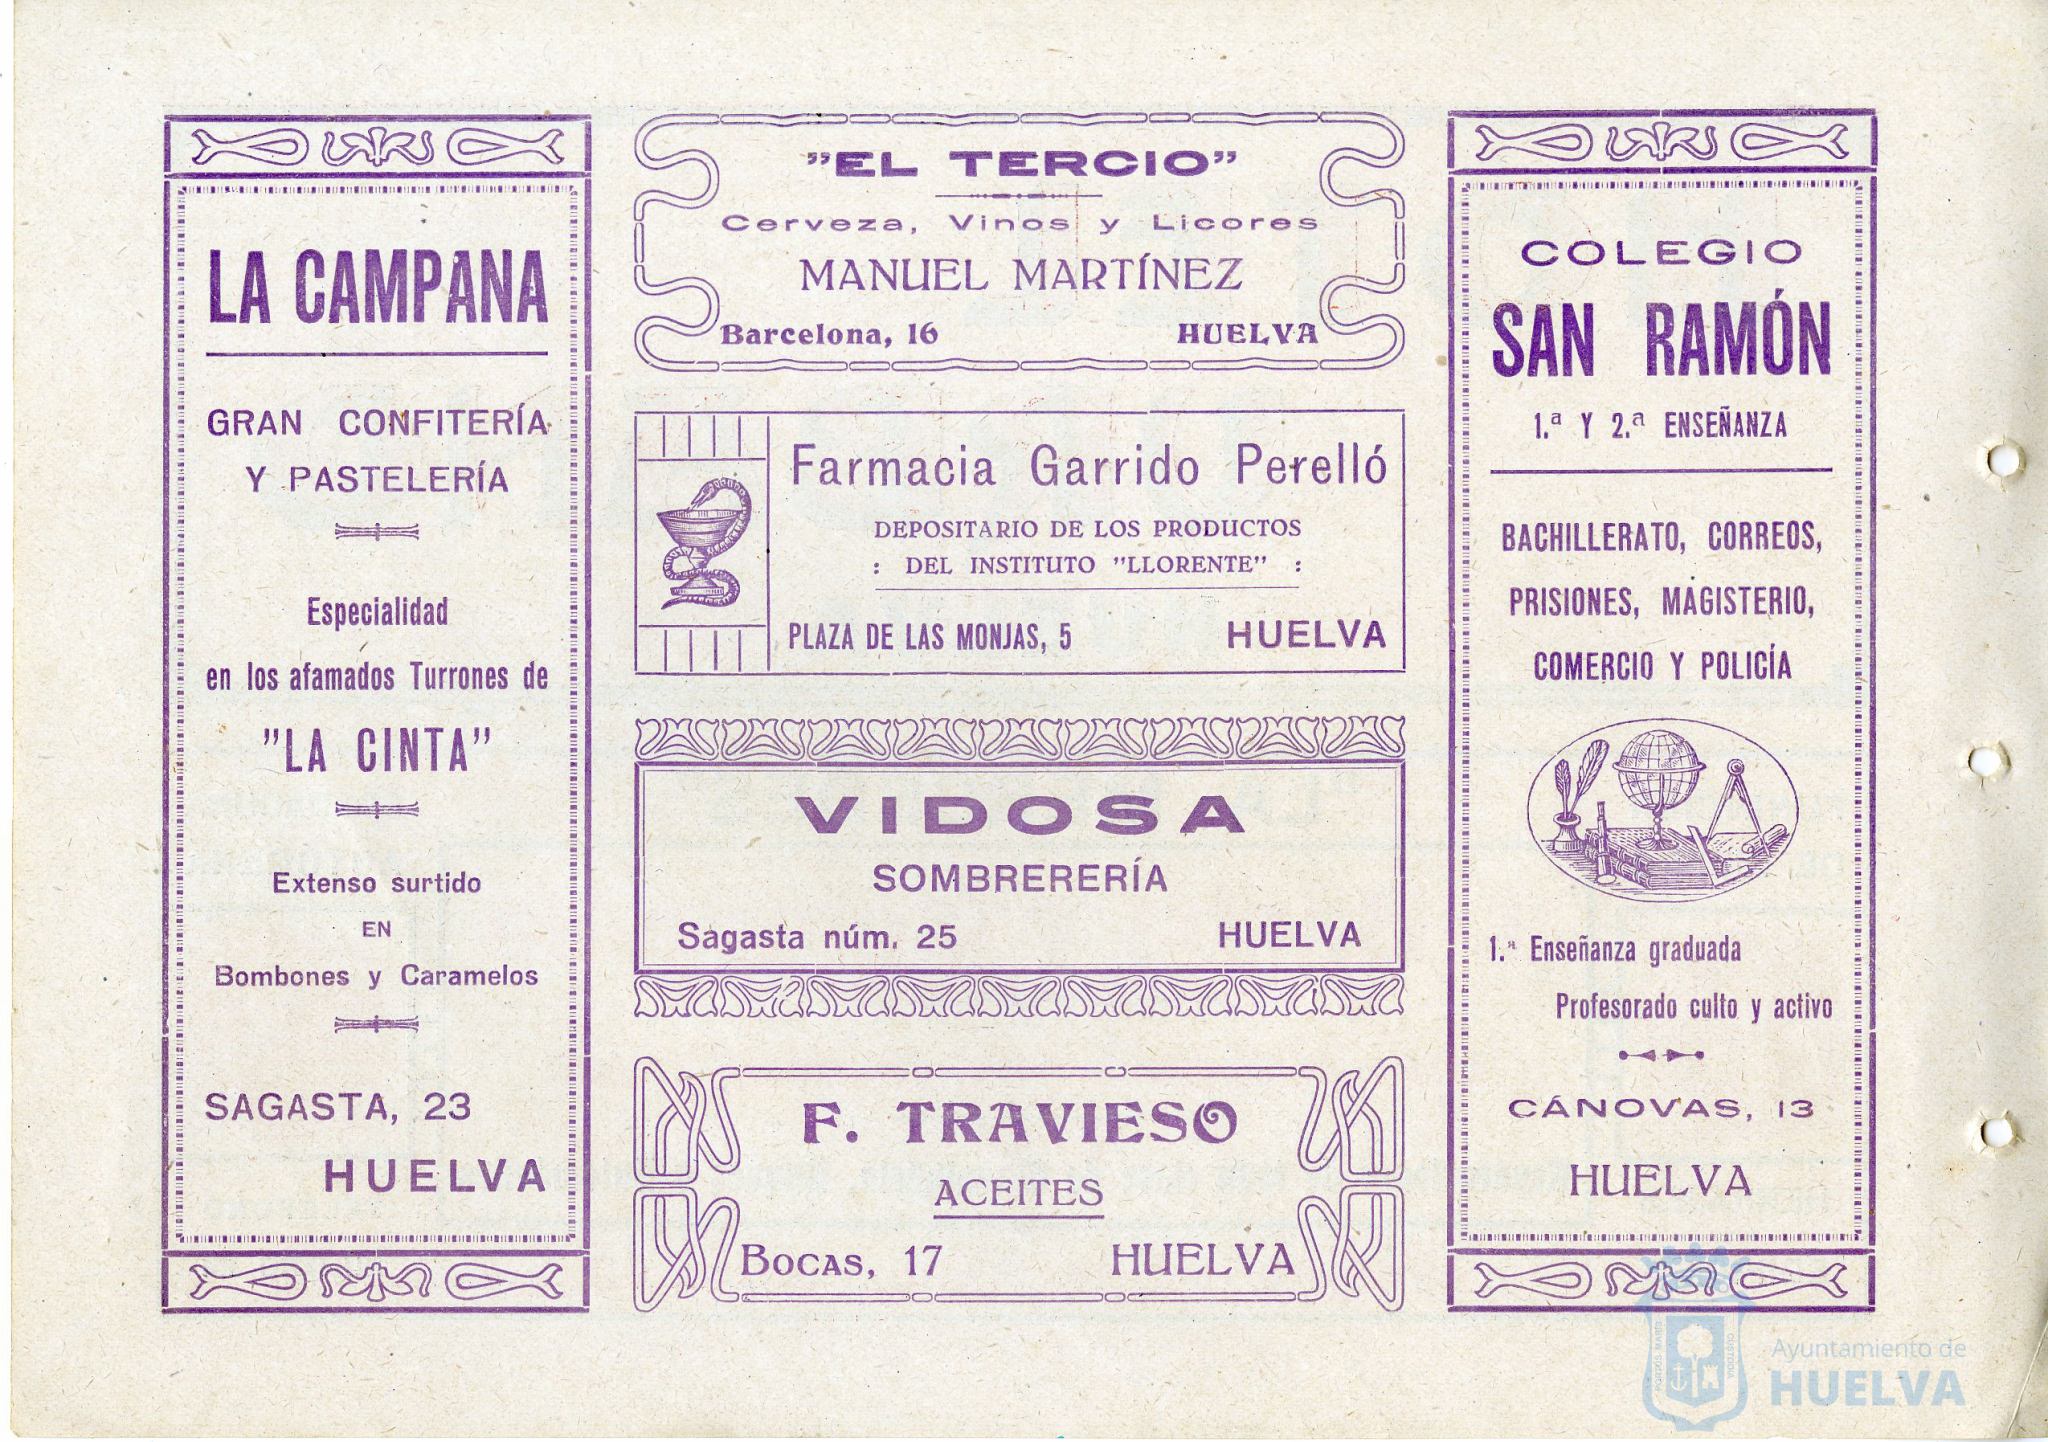 LA CAMPANA
GRAN CONFITERÍA
Y PASTELERÍA
Especialidad
en los afamados Turrones de
"LA CINTA"
Extenso surtido
EN
Bombones y Caramelos
SAGASTA, 23
HUELVA
"EL TERCIO"
Cerveza, Vinos y Licores
MANUEL MARTÍNEZ
Barcelona, 16 HUELVA
Farmacia Garrido Perelló
DEPOSITARIO DE LOS PRODUCTOS
: DEL INSTITUTO "LLORENTE" :
PLAZA DE LAS MONJAS, 5 HUELVA
VIDOSA
SOMBRERERÍA
Sagasta núm. 25 HUELVA
F. TRAVIESO
ACEITES
BOCAS, 17 HUELVA
COLEGIO
SAN RAMÓN
1.ª Y 2.ª ENSEÑANZA
BACHILLERATO, CORREOS,
PRISIONES, MAGISTERIO,
COMERCIO Y POLICÍA
1.ª Enseñanza graduada
Profesorado culto y activo
CÁNOVAS, 13
HUELVA
Ayuntamiento de
HUELVA